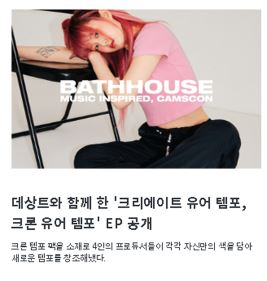 BATHHOUSE
MUSIC INSPIRED, CAMSCON
데상트와 함께 한 '크리에이트 유어 템포,
크론 유어 템포' EP 공개
크론 템포 팩을 소재로 4인의 프로듀서들이 각각 자신만의 색을 담아
새로운 템포를 창조해냈다.